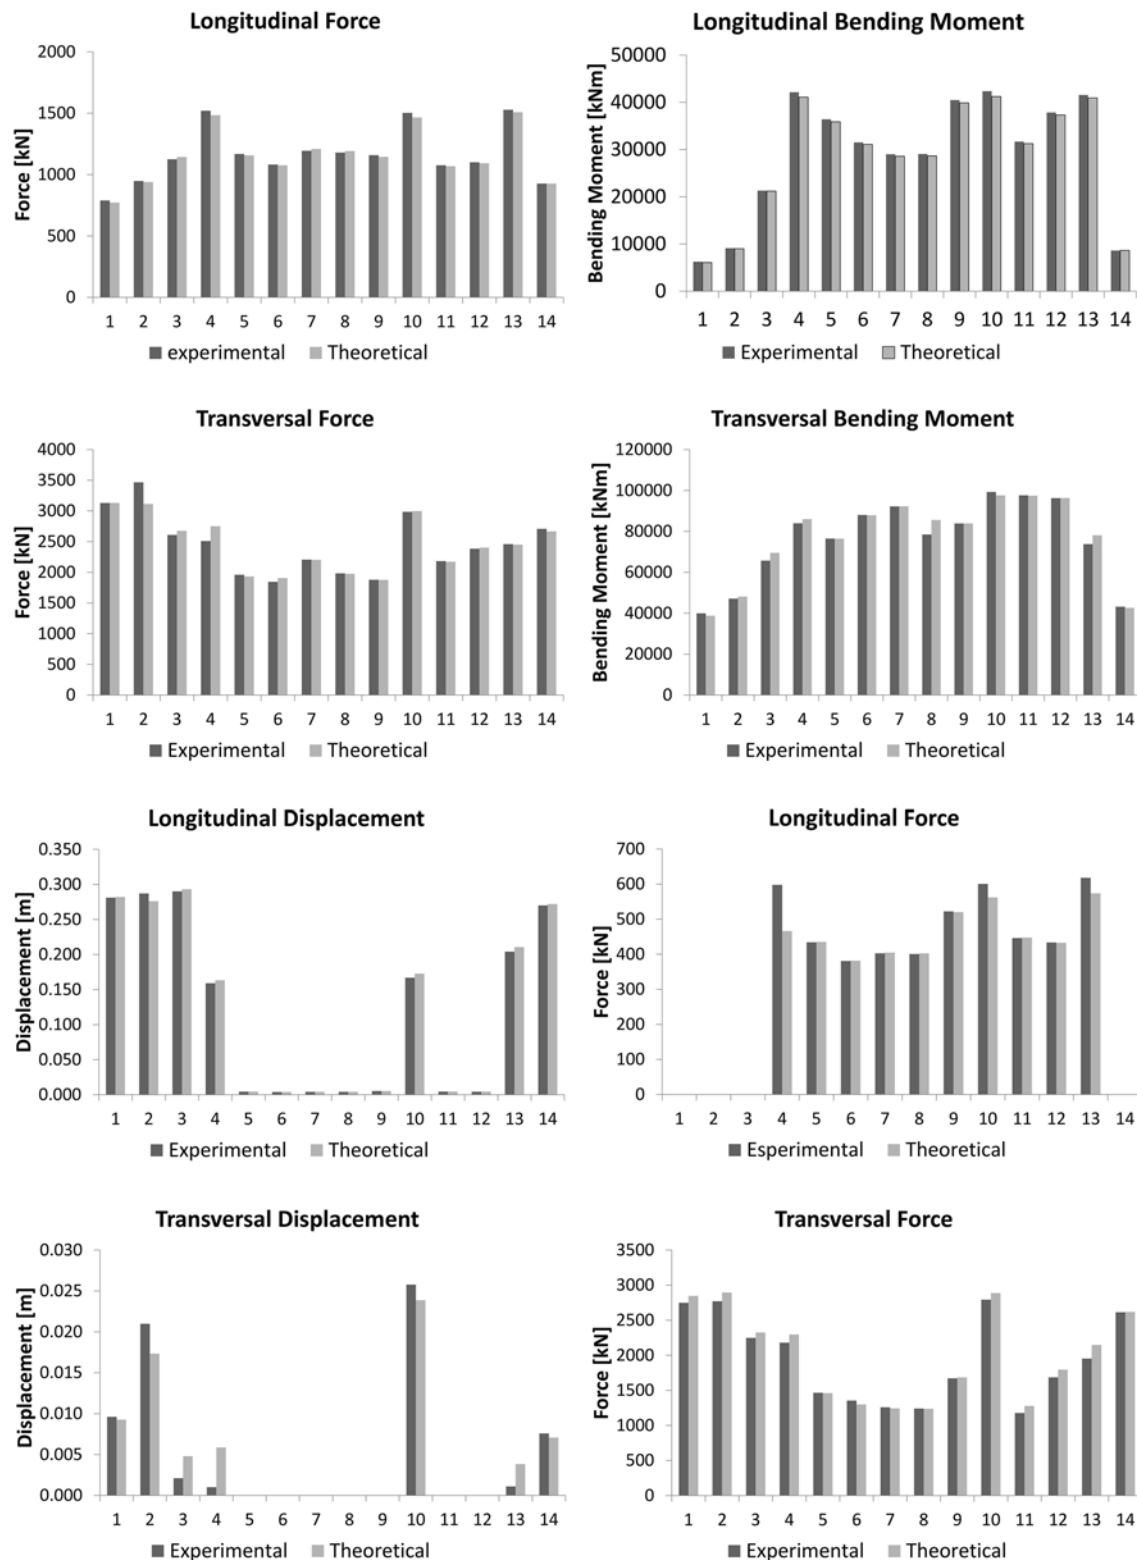 Longitudinal Force
Force [kN]
2000
1500
1000
500
0
1 2 3 4 5 6 7 8 9 10 11 12 13 14
experimental Theoretical
Longitudinal Bending Moment
Bending Moment [kNm]
50000
40000
30000
20000
10000
0
1 2 3 4 5 6 7 8 9 10 11 12 13 14
Experimental Theoretical
Transversal Force
Force [kN]
4000
3500
3000
2500
2000
1500
1000
500
0
1 2 3 4 5 6 7 8 9 10 11 12 13 14
Experimental Theoretical
Transversal Bending Moment
Bending Moment [kNm]
120000
100000
80000
60000
40000
20000
0
1 2 3 4 5 6 7 8 9 10 11 12 13 14
Experimental Theoretical
Longitudinal Displacement
Displacement [m]
0.350
0.300
0.250
0.200
0.150
0.100
0.050
0.000
1 2 3 4 5 6 7 8 9 10 11 12 13 14
Experimental Theoretical
Longitudinal Force
Force [kN]
700
600
500
400
300
200
100
0
1 2 3 4 5 6 7 8 9 10 11 12 13 14
Esperimental Theoretical
Transversal Displacement
Displacement [m]
0.030
0.025
0.020
0.015
0.010
0.005
0.000
1 2 3 4 5 6 7 8 9 10 11 12 13 14
Experimental Theoretical
Transversal Force
Force [kN]
3500
3000
2500
2000
1500
1000
500
0
1 2 3 4 5 6 7 8 9 10 11 12 13 14
Experimental Theoretical